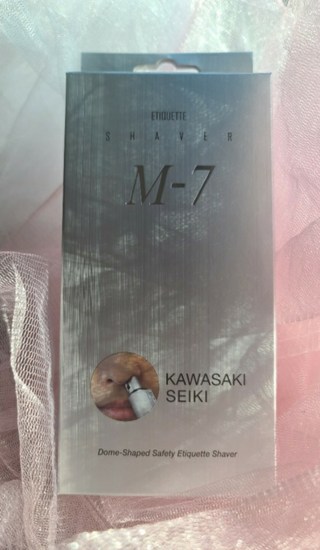 ETIQUETTE
SHAVER
M-7
KAWASAKI
SEIKI
Dome-Shaped Safety Etiquette Shaver